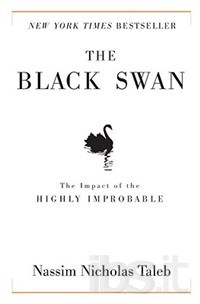 NEW YORK TIMES BESTSELLER
THE
BLACK SWAN
The Impact of the
HIGHLY IMPROBABLE
Nassim Nicholas Taleb
ibs.it